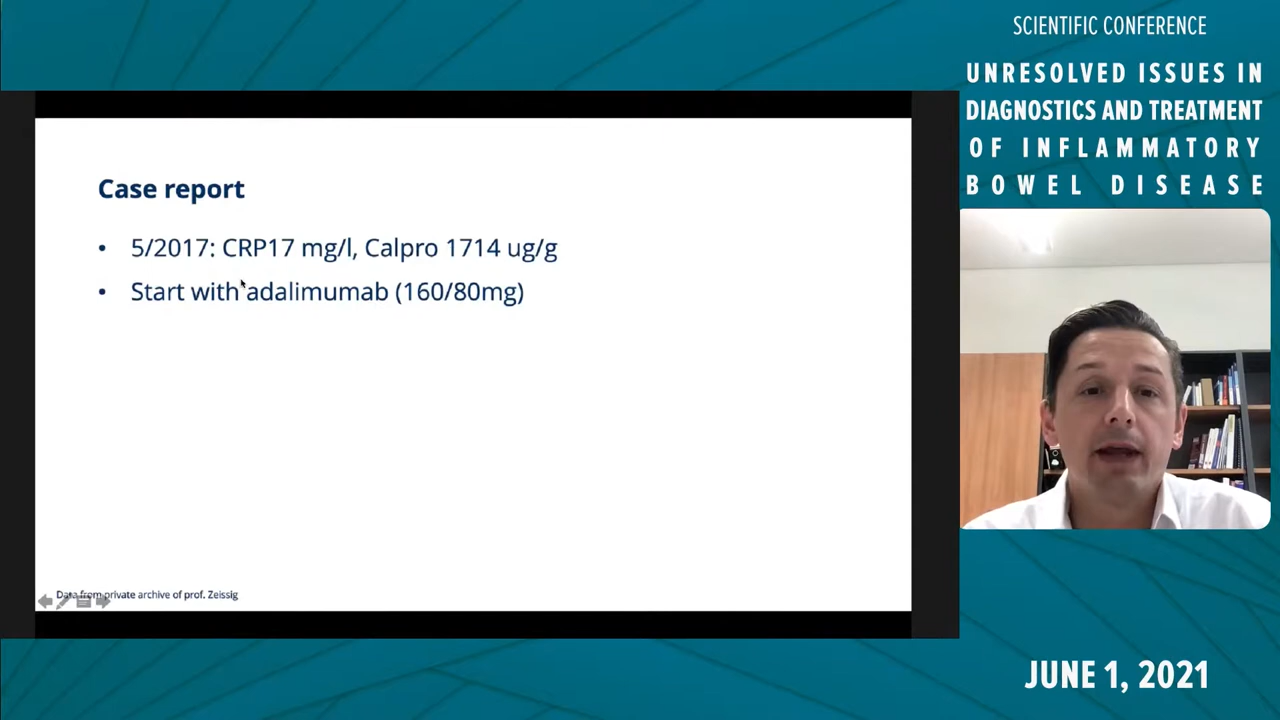 SCIENTIFIC CONFERENCE
UNRESOLVED ISSUES IN
DIAGNOSTICS AND TREATMENT
OF INFLAMMATORY
BOWEL DISEASE
Case report
• 5/2017: CRP17 mg/l, Calpro 1714 ug/g
• Start with adalimumab (160/80mg)
Data from private archive of prof. Zeissig
JUNE 1, 2021